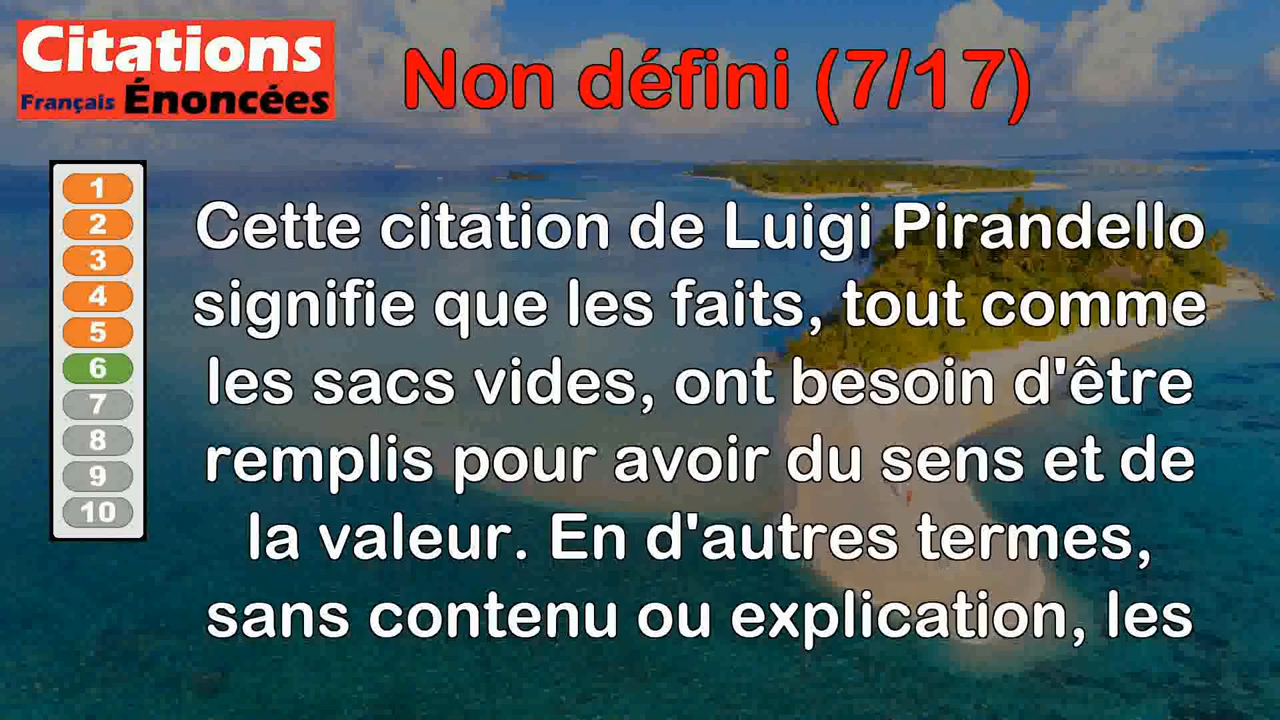 Citations
Français Énoncées
Non défini (7/17)
1
2
3
4
5
6
7
8
9
10
Cette citation de Luigi Pirandello
signifie que les faits, tout comme
les sacs vides, ont besoin d'être
remplis pour avoir du sens et de
la valeur. En d'autres termes,
sans contenu ou explication, les